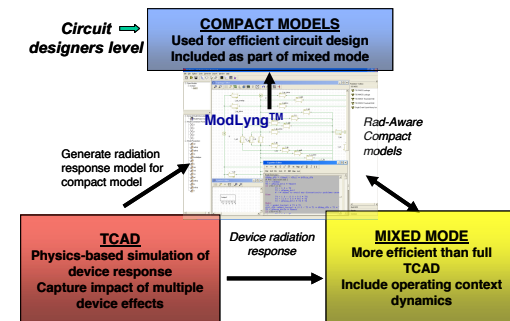 Circuit
designers level
COMPACT MODELS
Used for efficient circuit design
Included as part of mixed mode
ModLyng™
Rad-Aware
Compact
models
Generate radiation
response model for
compact model
TCAD
Physics-based simulation of
device response
Capture impact of multiple
device effects
Device radiation
response
MIXED MODE
More efficient than full
TCAD
Include operating context
dynamics